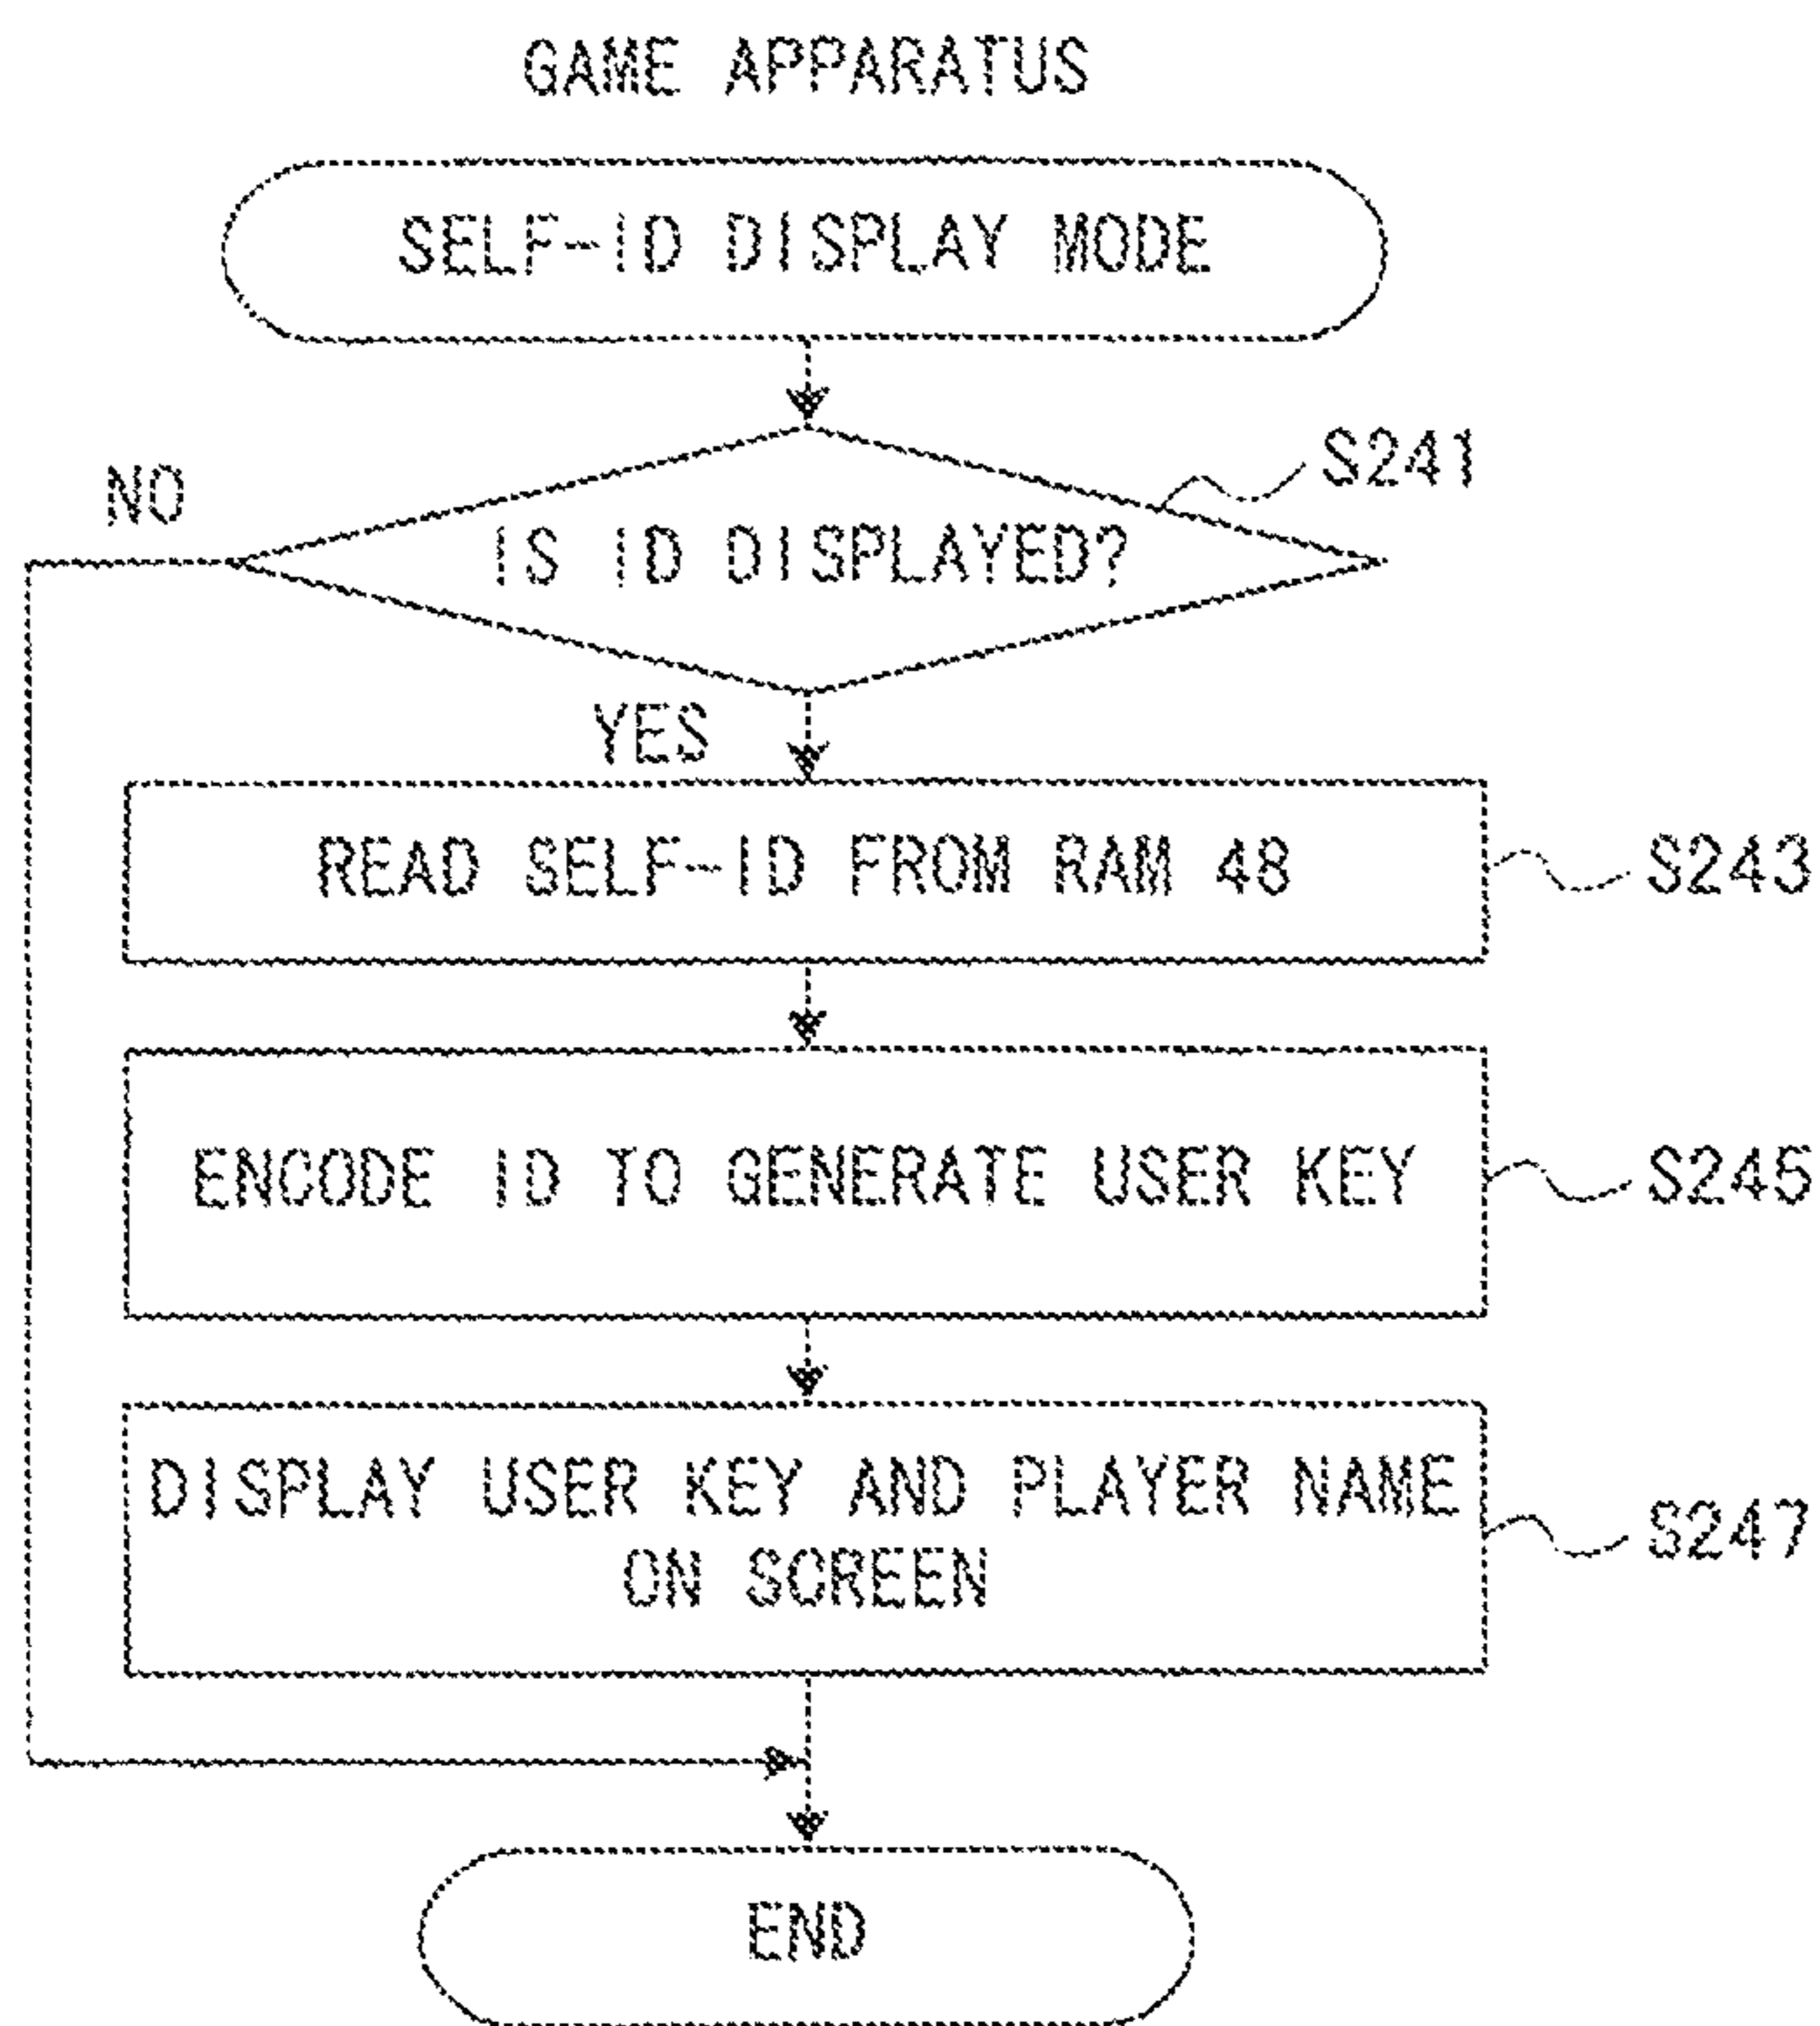 GAME APPARATUS
SELF-ID DISPLAY MODE
S241
NO
IS ID DISPLAYED?
YES
READ SELF-ID FROM RAM 48
S243
ENCODE ID TO GENERATE USER KEY
S245
DISPLAY USER KEY AND PLAYER NAME
ON SCREEN
S247
END